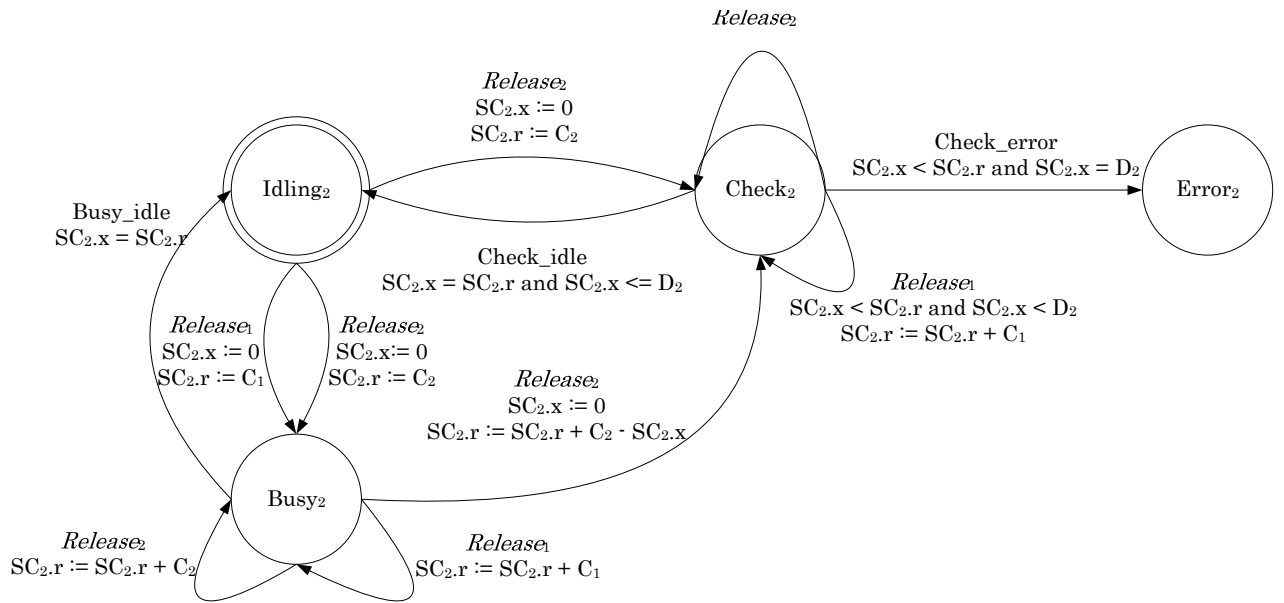 Release₂
Release₂
SC₂.x := 0
SC₂.r := C₂
Check_error
SC₂.x < SC₂.r and SC₂.x = D₂
Idling₂
Check₂
Error₂
Busy_idle
SC₂.x = SC₂.r
Check_idle
SC₂.x = SC₂.r and SC₂.x <= D₂
Release₁
SC₂.x < SC₂.r and SC₂.x < D₂
SC₂.r := SC₂.r + C₁
Release₁
SC₂.x := 0
SC₂.r := C₁
Release₂
SC₂.x:= 0
SC₂.r := C₂
Release₂
SC₂.x := 0
SC₂.r := SC₂.r + C₂ - SC₂.x
Busy₂
Release₂
SC₂.r := SC₂.r + C₂
Release₁
SC₂.r := SC₂.r + C₁